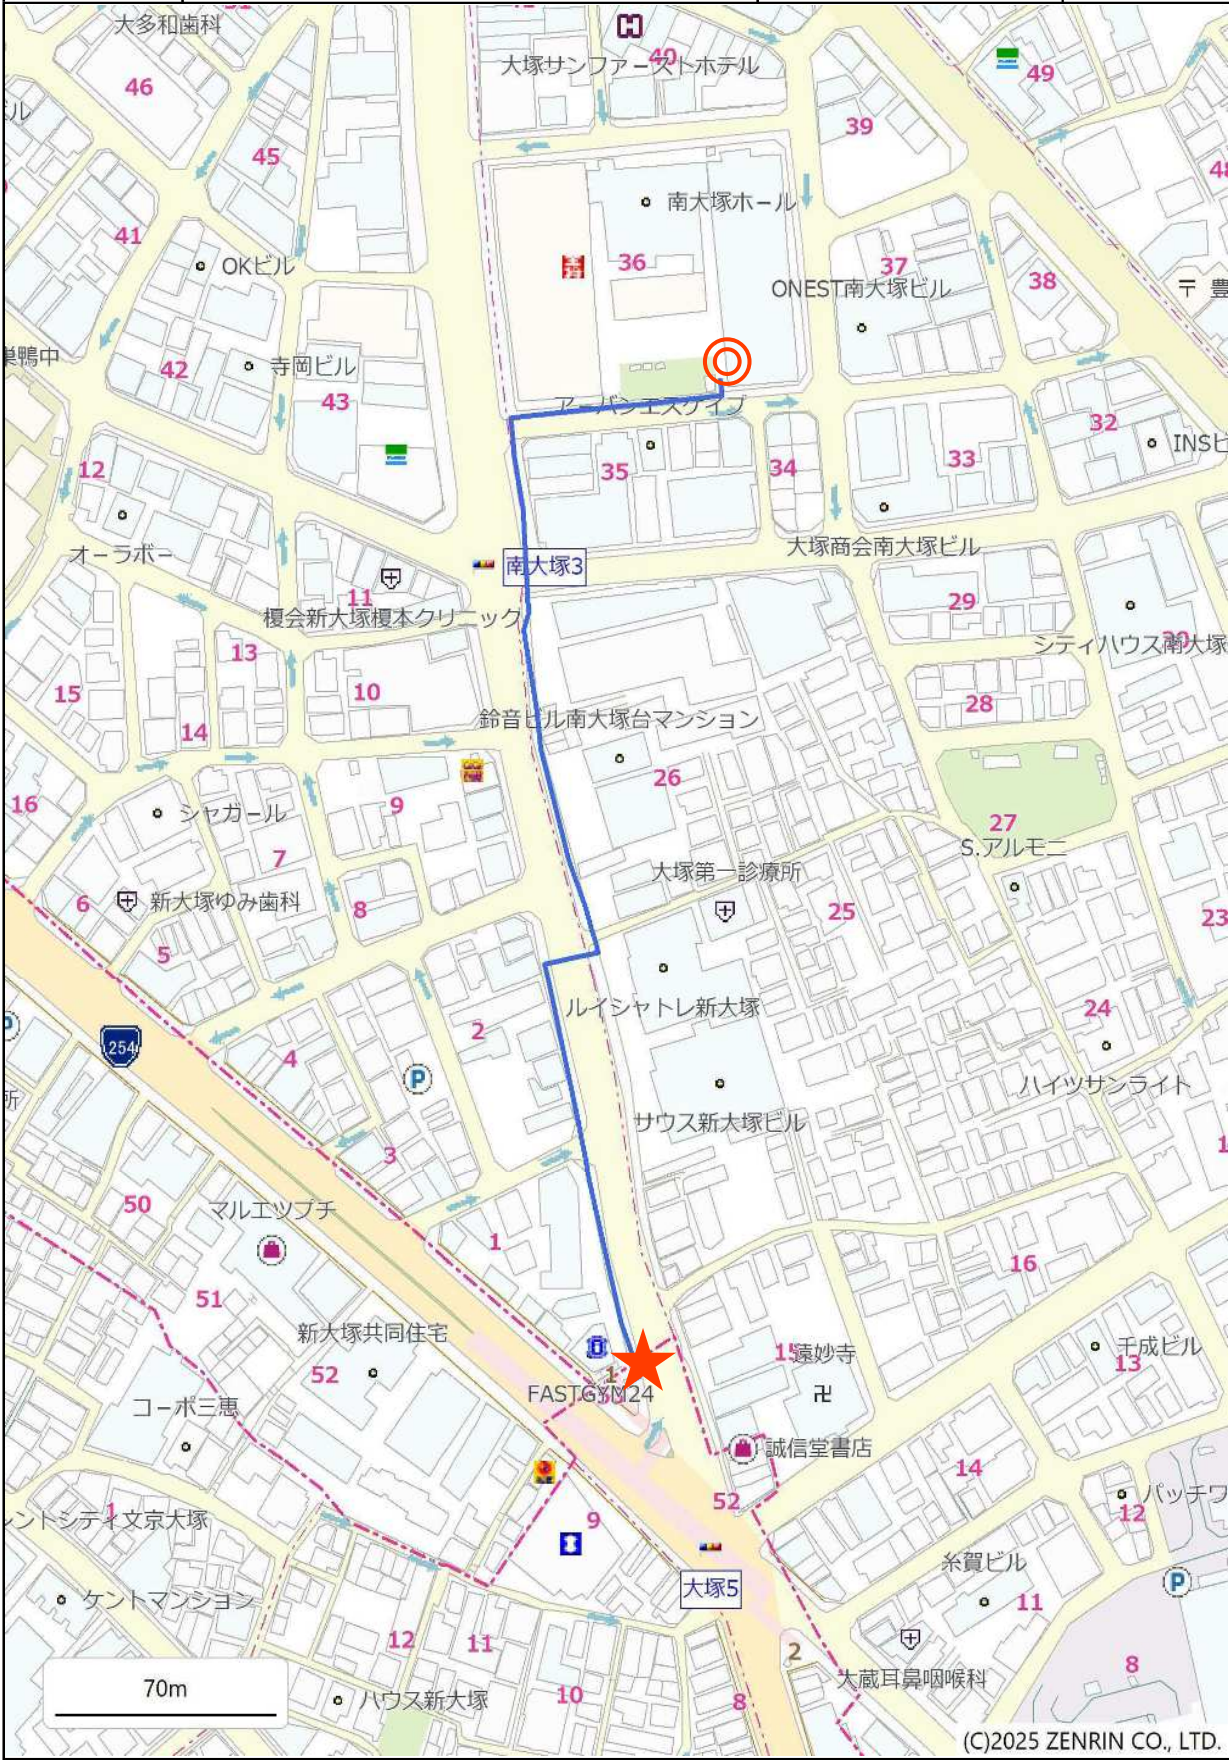 大多和歯科
46
大塚サンファーストホテル
40
49
39
45
41
南大塚ホール
OKビル
36
37
38
ONEST南大塚ビル
〒 豊
巣鴨中
42
寺岡ビル
43
アーバンエスケイプ
32
INSビ
12
35
34
33
オーラボー
南大塚3
大塚商会南大塚ビル
11
榎会新大塚榎本クリニック
29
シティハウス南大塚
30
13
15
10
14
28
鈴音ビル南大塚台マンション
26
16
シャガール
9
27
S.アルモニ
7
大塚第一診療所
6
新大塚ゆみ歯科
8
25
23
5
ルイシャトレ新大塚
2
24
254
4
P
ハイツサンライト
所
サウス新大塚ビル
3
50
マルエツプチ
1
16
51
新大塚共同住宅
52
15
遠妙寺
千成ビル
13
1
FASTGYM24
コーポ三恵
誠信堂書店
14
52
12
パッチワ
1
レントシティ文京大塚
9
糸賀ビル
大塚5
P
ケントマンション
11
12
11
2
大蔵耳鼻咽喉科
8
70m
ハウス新大塚
10
8
(C)2025 ZENRIN CO., LTD.